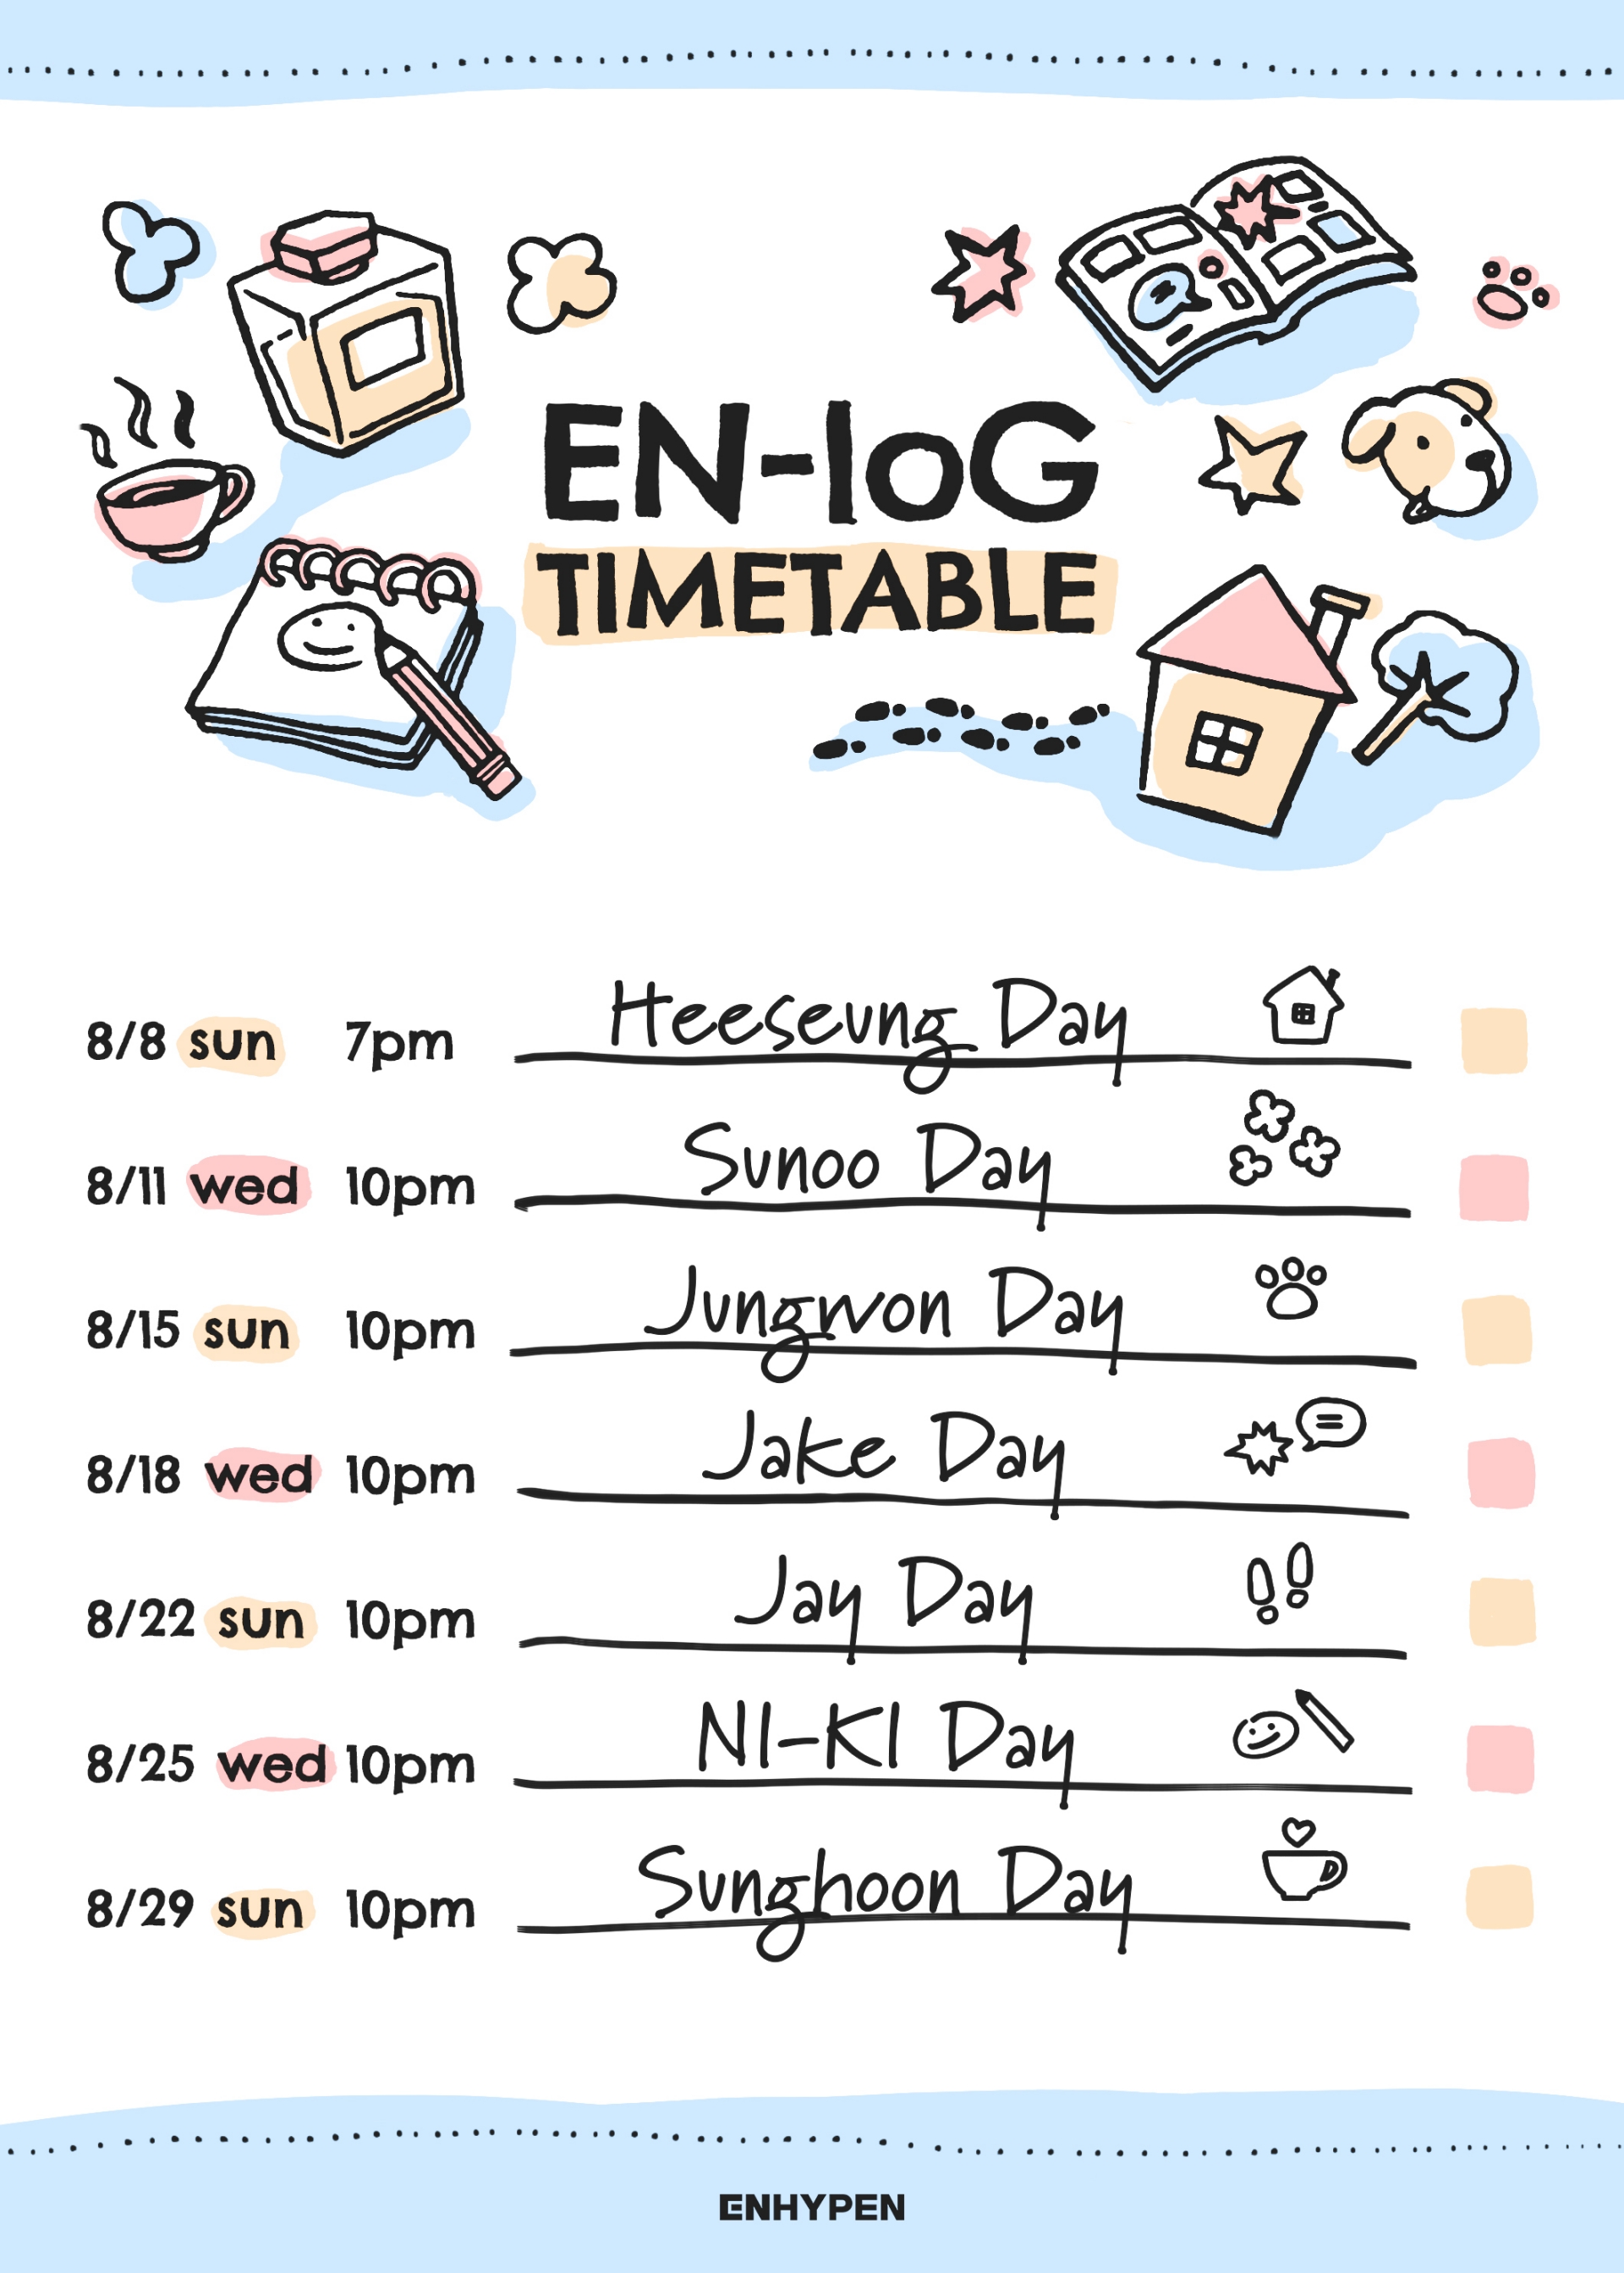 EN-loG
TIMETABLE
8/8 sun 7pm Heeseung Day
8/11 wed 10pm Sunoo Day
8/15 sun 10pm Jungwon Day
8/18 wed 10pm Jake Day
8/22 sun 10pm Jay Day
8/25 wed 10pm NI-KI Day
8/29 sun 10pm Sunghoon Day
ENHYPEN